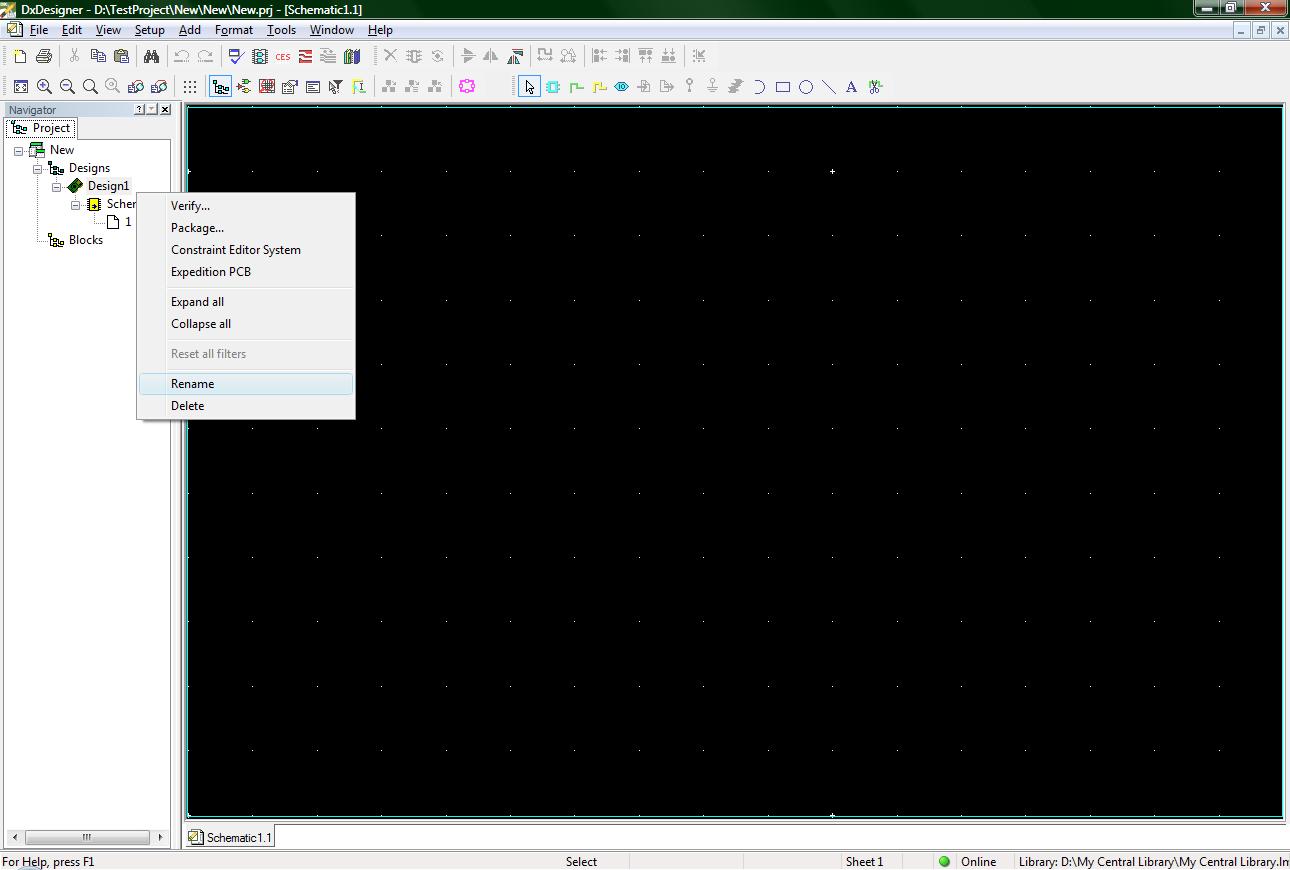 DxDesigner - D:\TestProject\New\New\New.prj - [Schematic1.1]
File Edit View Setup Add Format Tools Window Help
CES
A
Navigator
Project
New
Designs
Design1
Scher
1
Blocks
Verify...
Package...
Constraint Editor System
Expedition PCB
Expand all
Collapse all
Reset all filters
Rename
Delete
Schematic1.1
For Help, press F1 Select Sheet 1 Online Library: D:\My Central Library\My Central Library.lm